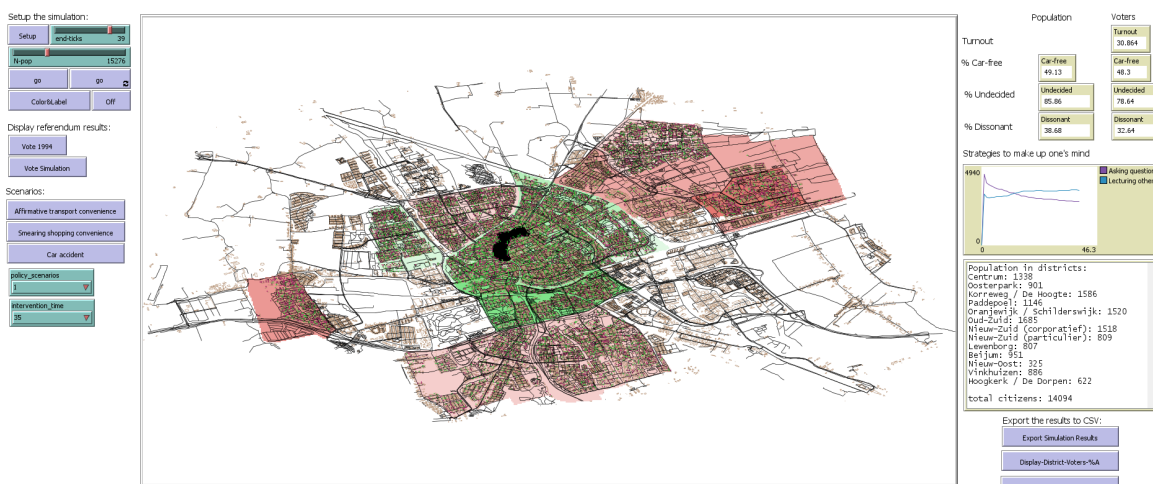 Setup the simulation:
Setup
end-ticks 39
N-pop 15276
go
go
Color&Label
Off
Display referendum results:
Vote 1994
Vote Simulation
Scenarios:
Affirmative transport convenience
Smearing shopping convenience
Car accident
policy_scenarios
1
intervention_time
35
Population Voters
Turnout
Turnout
30.864
% Car-free
Car-free
49.13
Car-free
48.3
% Undecided
Undecided
85.86
Undecided
78.64
% Dissonant
Dissonant
38.68
Dissonant
32.64
Strategies to make up one's mind
4940
0
0 46.3
Asking question
Lecturing other
Population in districts:
Centrum: 1338
Oosterpark: 901
Korreweg / De Hoogte: 1586
Paddepoel: 1146
Oranjewijk / Schilderswijk: 1520
Oud-Zuid: 1685
Nieuw-Zuid (corporatief): 1518
Nieuw-Zuid (particulier): 809
Lewenborg: 807
Beijum: 951
Nieuw-Oost: 325
Vinkhuizen: 886
Hoogkerk / De Dorpen: 622
total citizens: 14094
Export the results to CSV:
Export Simulation Results
Display-District-Voters-%A